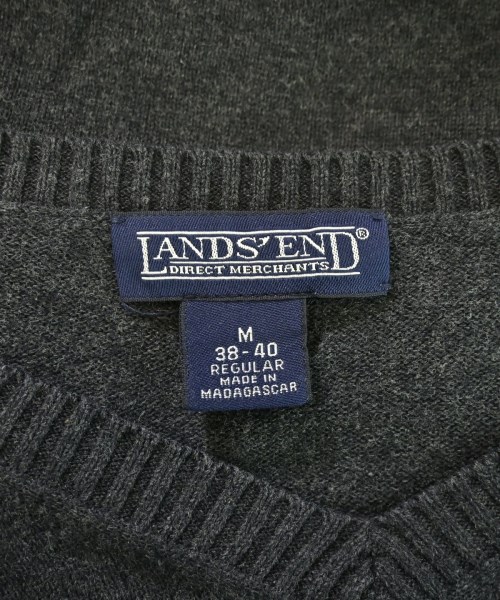 LANDS' END®
DIRECT MERCHANTS
M
38-40
REGULAR
MADE IN
MADAGASCAR